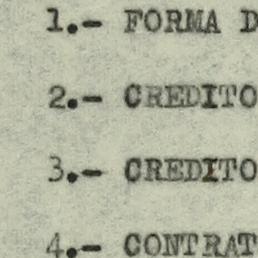 1.- FORMA D
2.- CREDITO
3.- CREDITO
4.- CONTRAT